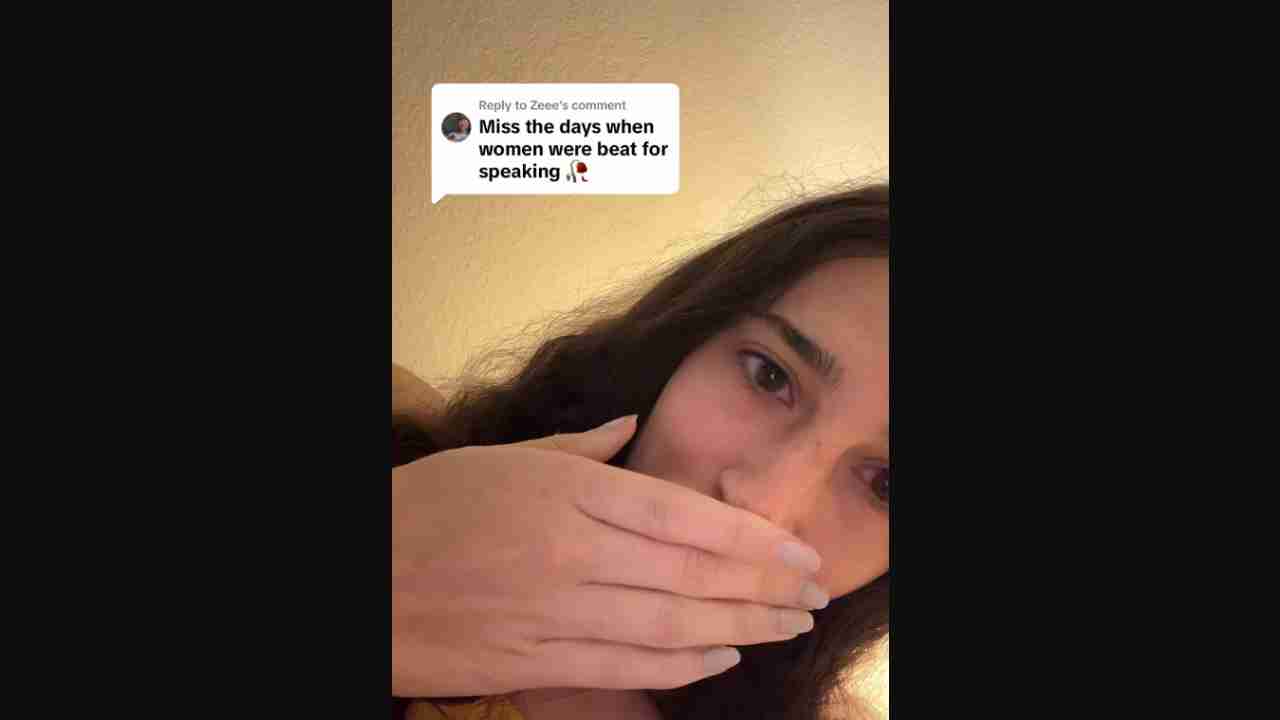 Reply to Zeee's comment
Miss the days when
women were beat for
speaking 🥀